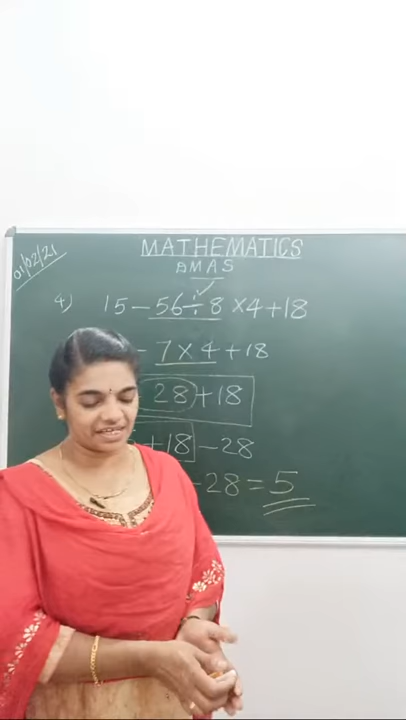 01/02/21
MATHEMATICS
AMAS
4) 15 - 56 ÷ 8 × 4 + 18
- 7 × 4 + 18
28 + 18
+ 18 - 28
- 28 = 5